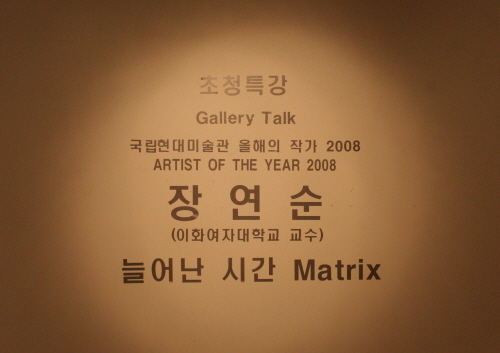 초청특강
Gallery Talk
국립현대미술관 올해의 작가 2008
ARTIST OF THE YEAR 2008
장 연 순
(이화여자대학교 교수)
늘어난 시간 Matrix